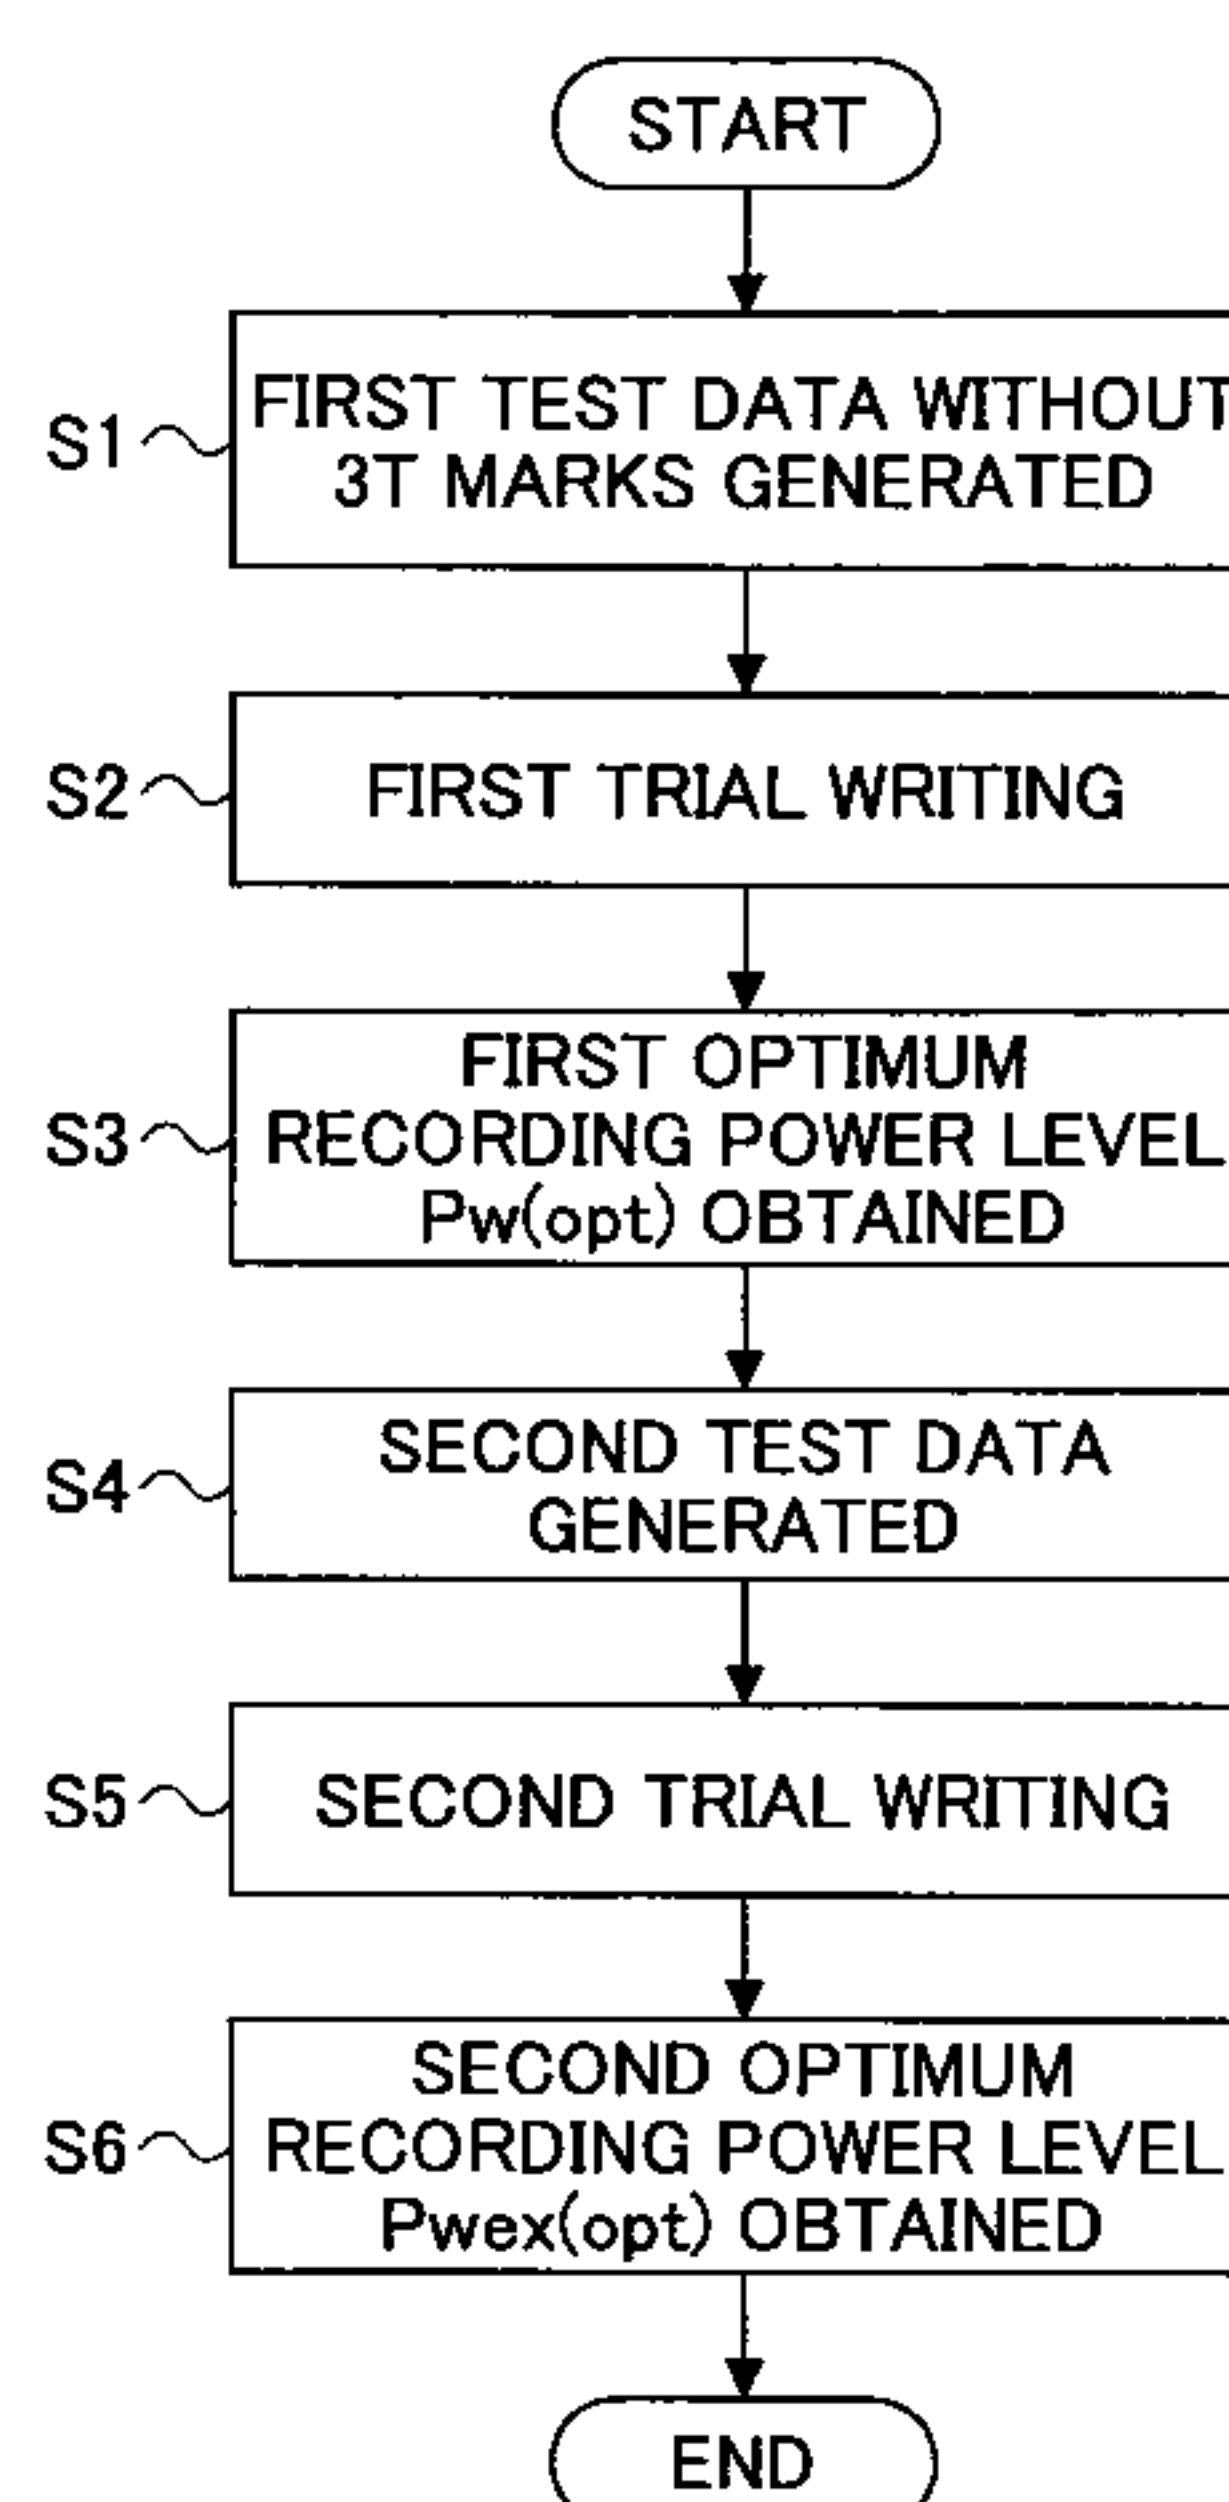 START
S1
FIRST TEST DATA WITHOUT
3T MARKS GENERATED
S2
FIRST TRIAL WRITING
S3
FIRST OPTIMUM
RECORDING POWER LEVEL
Pw(opt) OBTAINED
S4
SECOND TEST DATA
GENERATED
S5
SECOND TRIAL WRITING
S6
SECOND OPTIMUM
RECORDING POWER LEVEL
Pwex(opt) OBTAINED
END